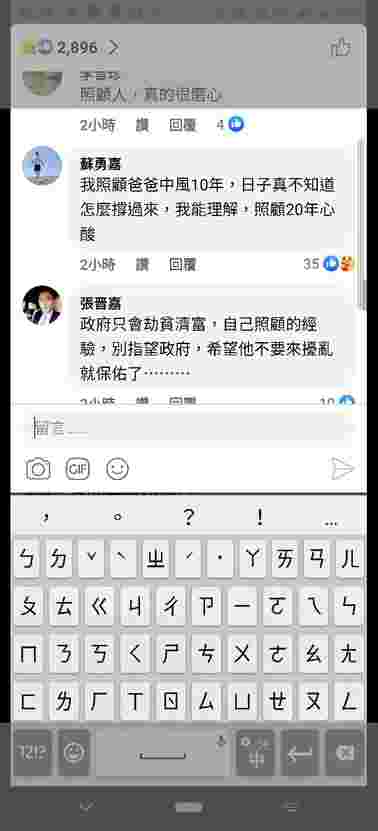 2,896
照顧人，真的很磨心
2小時 讚 回覆 4
蘇勇嘉
我照顧爸爸中風10年，日子真不知道
怎麼撐過來，我能理解，照顧20年心
酸
2小時 讚 回覆 35
張晉嘉
政府只會劫貧濟富，自己照顧的經
驗，別指望政府，希望他不要來擾亂
就保佑了………
2小時 讚 回覆 10
留言......
GIF
， 。 ？ ！ …
ㄅ ㄉ ˇ ˋ ㄓ ˊ ˙ ㄚ ㄞ ㄢ ㄦ
ㄆ ㄊ ㄍ ㄐ ㄔ ㄗ ㄧ ㄛ ㄟ ㄣ
ㄇ ㄋ ㄎ ㄑ ㄕ ㄘ ㄨ ㄜ ㄠ ㄤ
ㄈ ㄌ ㄏ ㄒ ㄖ ㄙ ㄩ ㄝ ㄡ ㄥ
?12!? 中